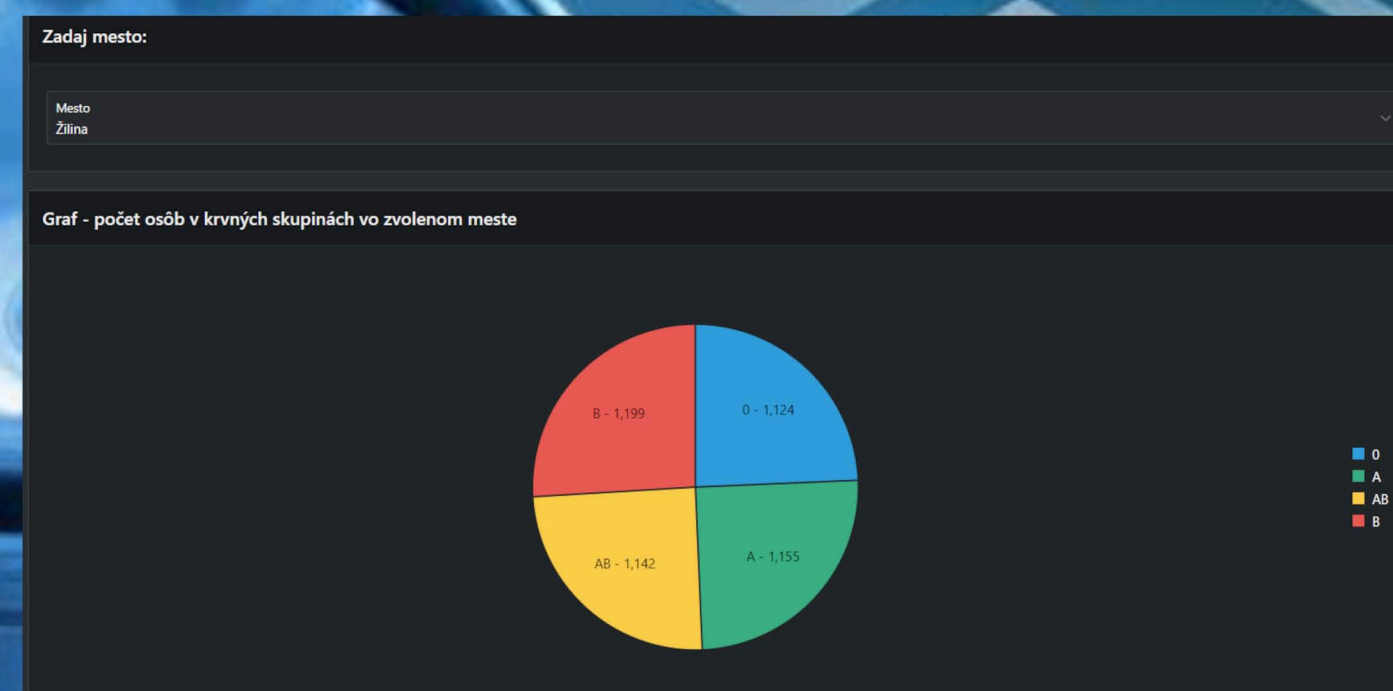 Zadaj mesto:
Mesto
Žilina
Graf - počet osôb v krvných skupinách vo zvolenom meste
B - 1,199
0 - 1,124
AB - 1,142
A - 1,155
0
A
AB
B